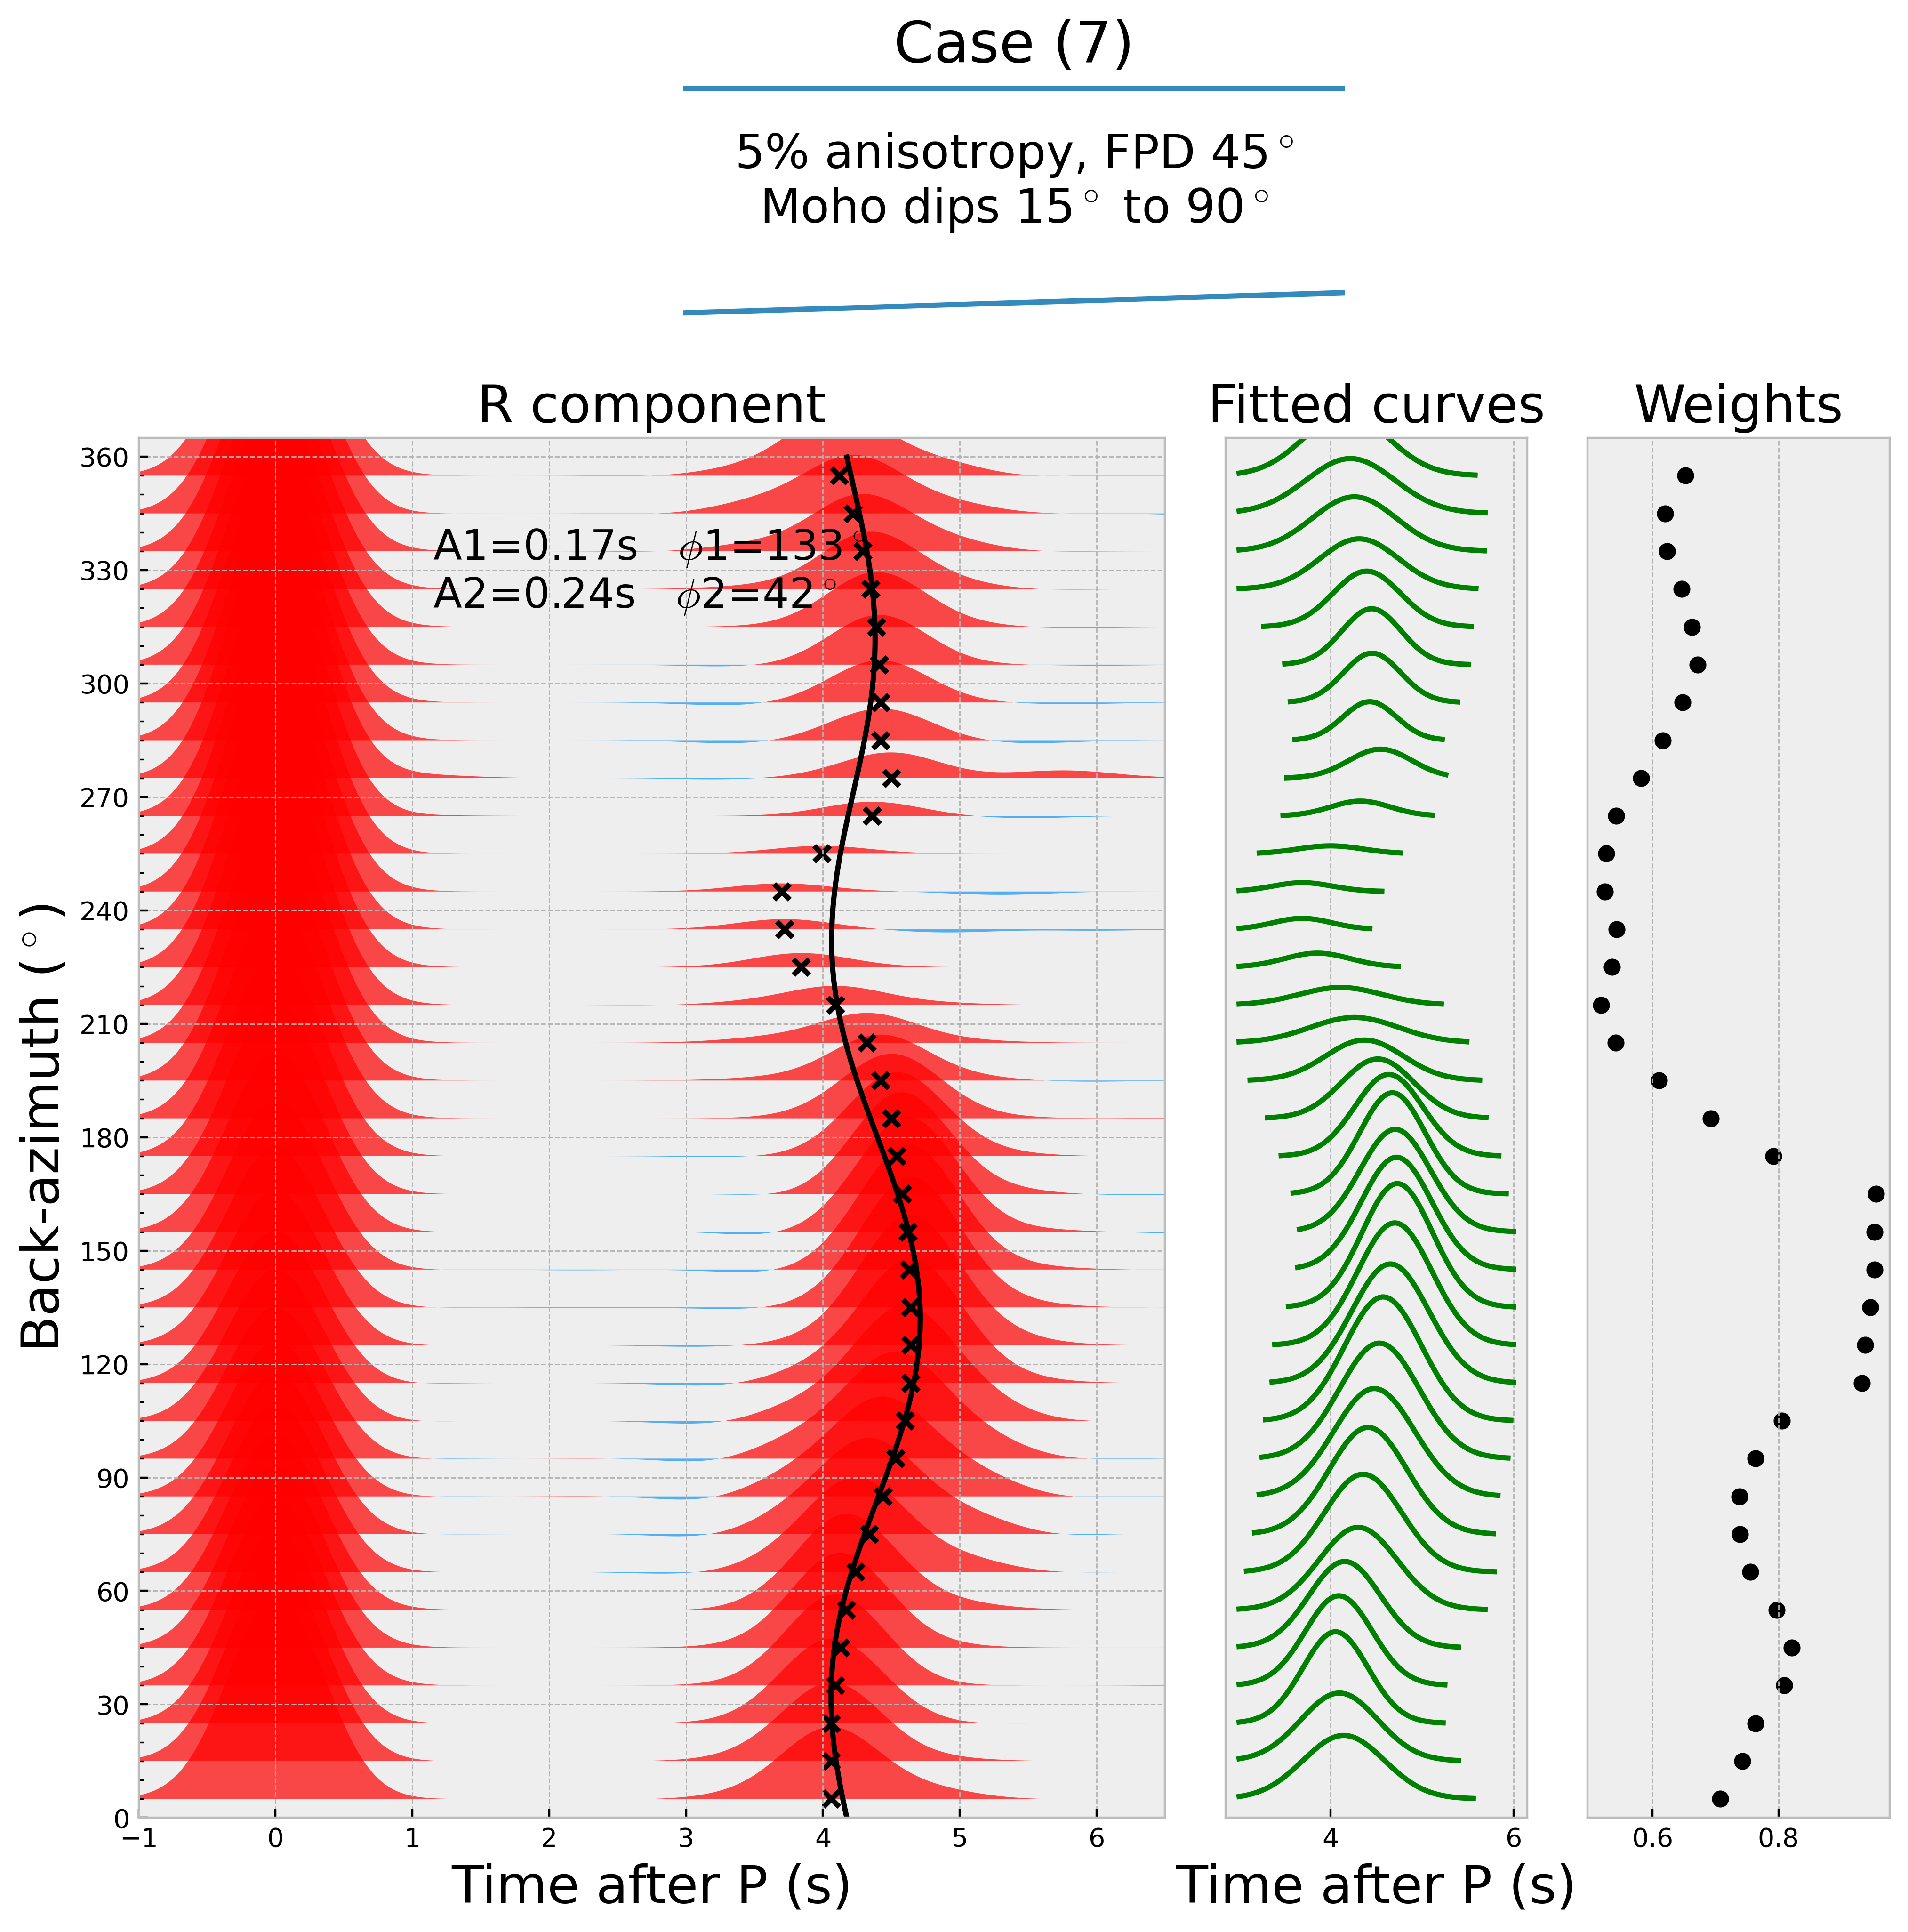 Case (7)
5% anisotropy, FPD 45°
Moho dips 15° to 90°
R component
Fitted curves
Weights
A1=0.17s ϕ1=133°
A2=0.24s ϕ2=42°
Back-azimuth (°)
360
330
300
270
240
210
180
150
120
90
60
30
0
−1 0 1 2 3 4 5 6
4 6
0.6 0.8
Time after P (s)
Time after P (s)